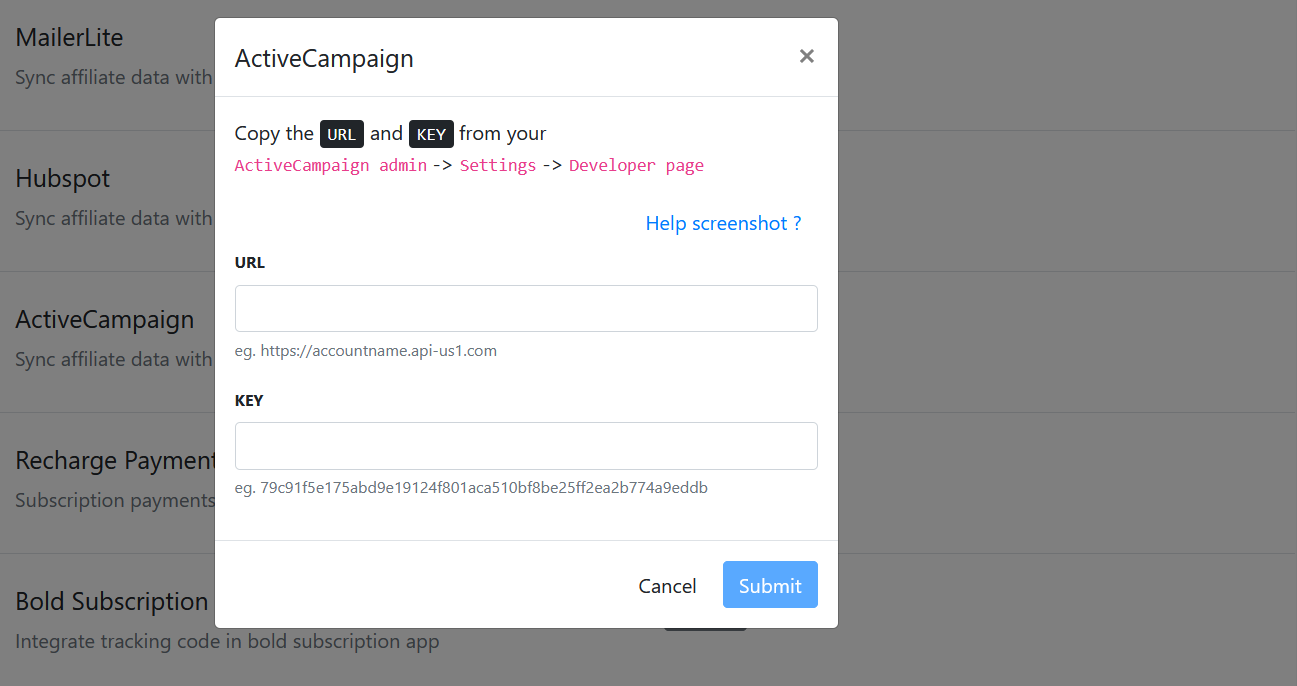 MailerLite
Sync affiliate data with
Hubspot
Sync affiliate data with
ActiveCampaign
Sync affiliate data with
Recharge Payment
Subscription payments
Bold Subscription
Integrate tracking code in bold subscription app
ActiveCampaign
×
Copy the URL and KEY from your
ActiveCampaign admin -> Settings -> Developer page
Help screenshot ?
URL
eg. https://accountname.api-us1.com
KEY
eg. 79c91f5e175abd9e19124f801aca510bf8be25ff2ea2b774a9eddb
Cancel
Submit